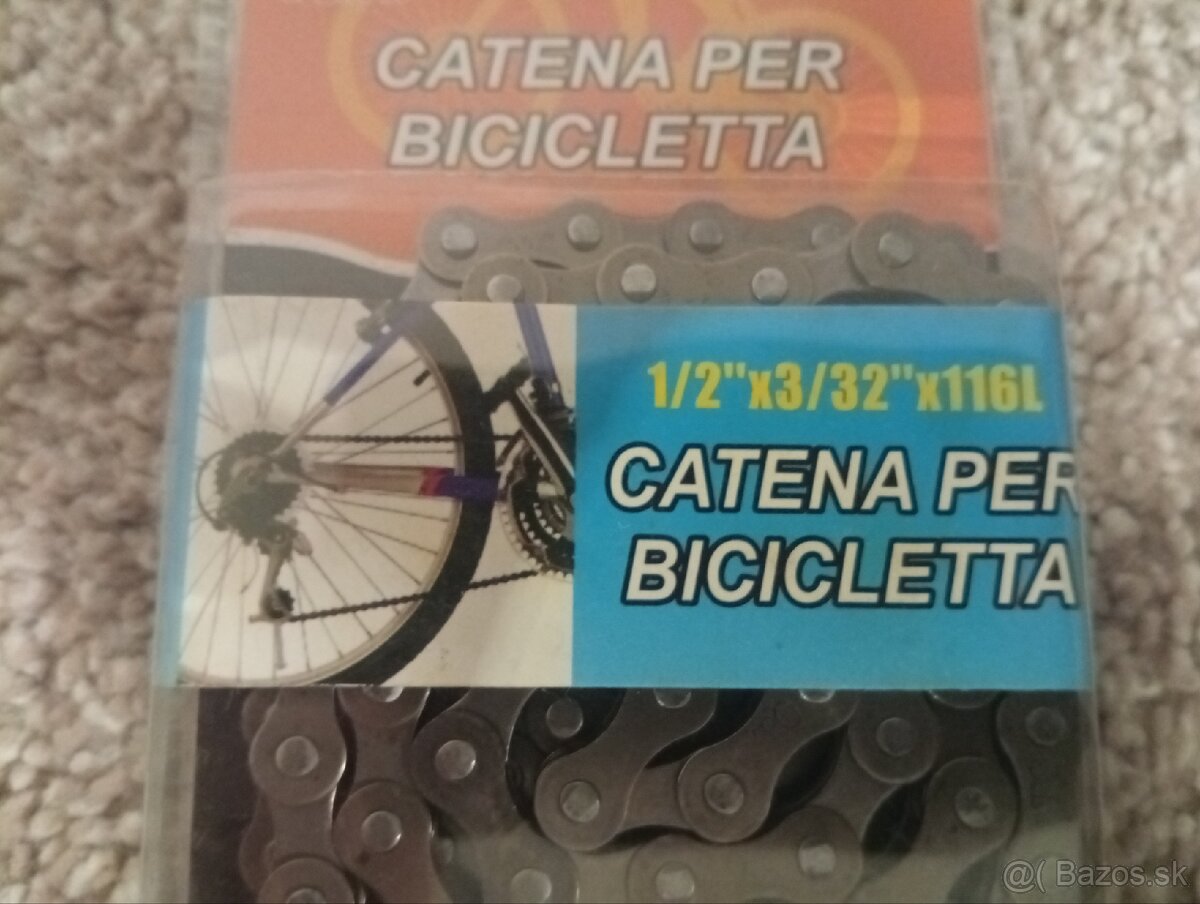 CATENA PER
BICICLETTA
1/2"x3/32"x116L
CATENA PER
BICICLETTA
@( Bazos.sk